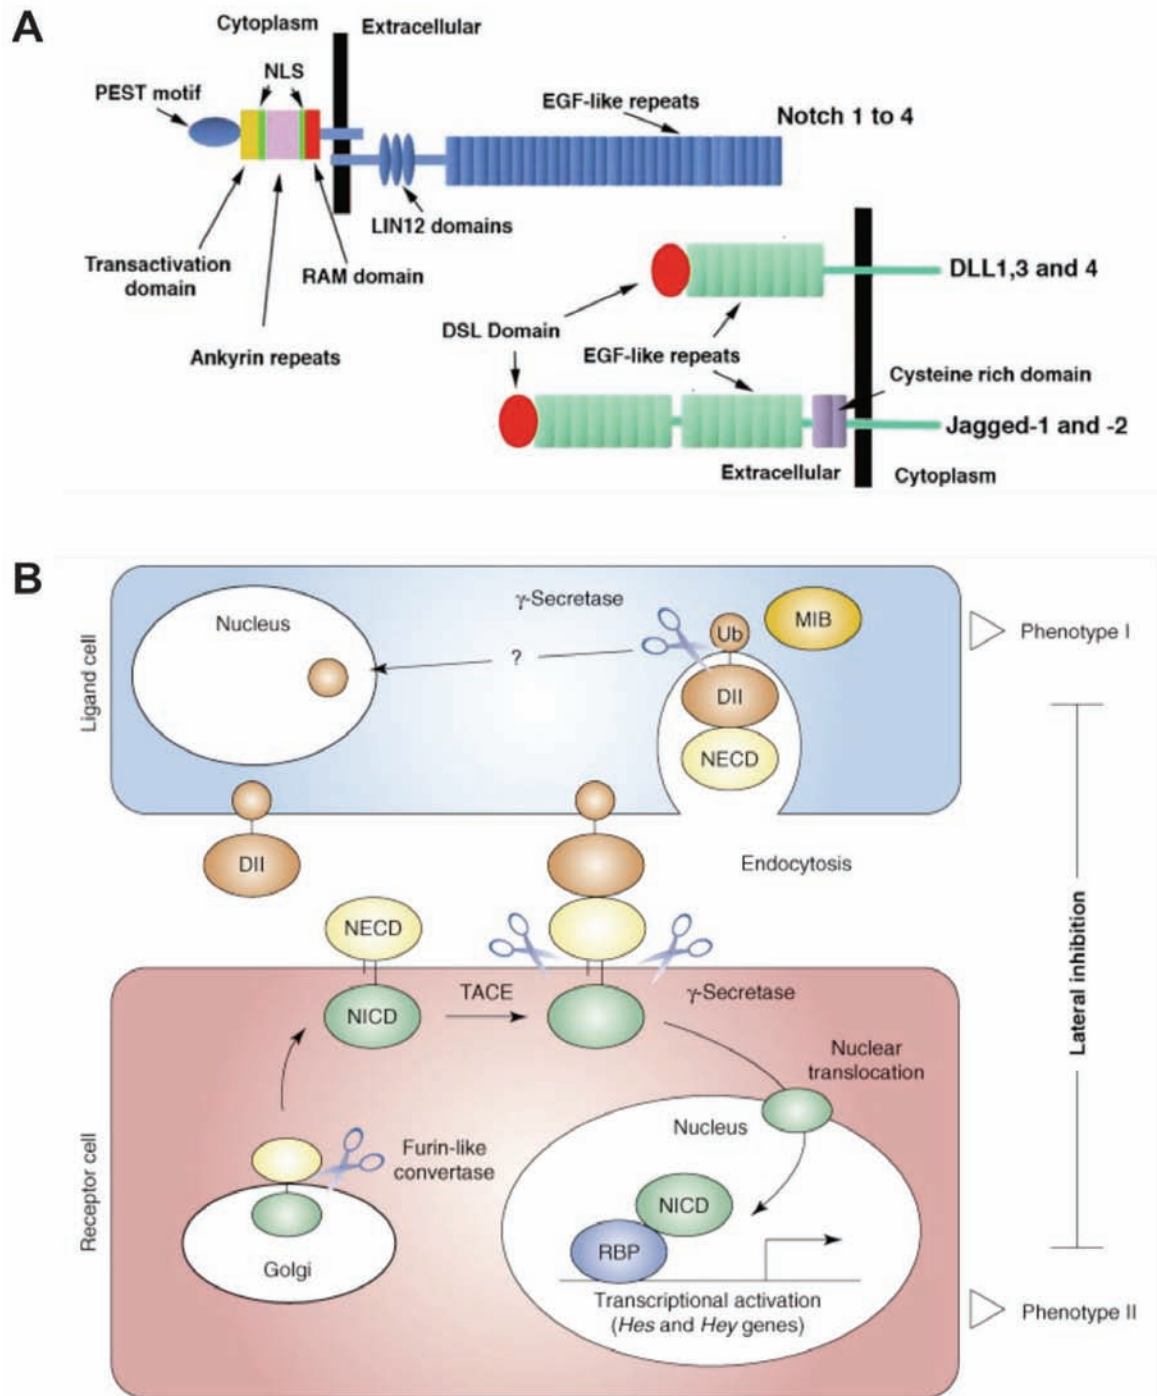 A
Cytoplasm
Extracellular
NLS
PEST motif
EGF-like repeats
Notch 1 to 4
LIN12 domains
Transactivation
domain
RAM domain
DLL1,3 and 4
DSL Domain
Ankyrin repeats
EGF-like repeats
Cysteine rich domain
Jagged-1 and -2
Extracellular
Cytoplasm
B
Ligand cell
Nucleus
γ-Secretase
?
Ub
MIB
DII
NECD
Phenotype I
DII
Endocytosis
Lateral inhibition
Receptor cell
NECD
NICD
TACE
γ-Secretase
Nuclear
translocation
Furin-like
convertase
Golgi
Nucleus
NICD
RBP
Transcriptional activation
(Hes and Hey genes)
Phenotype II